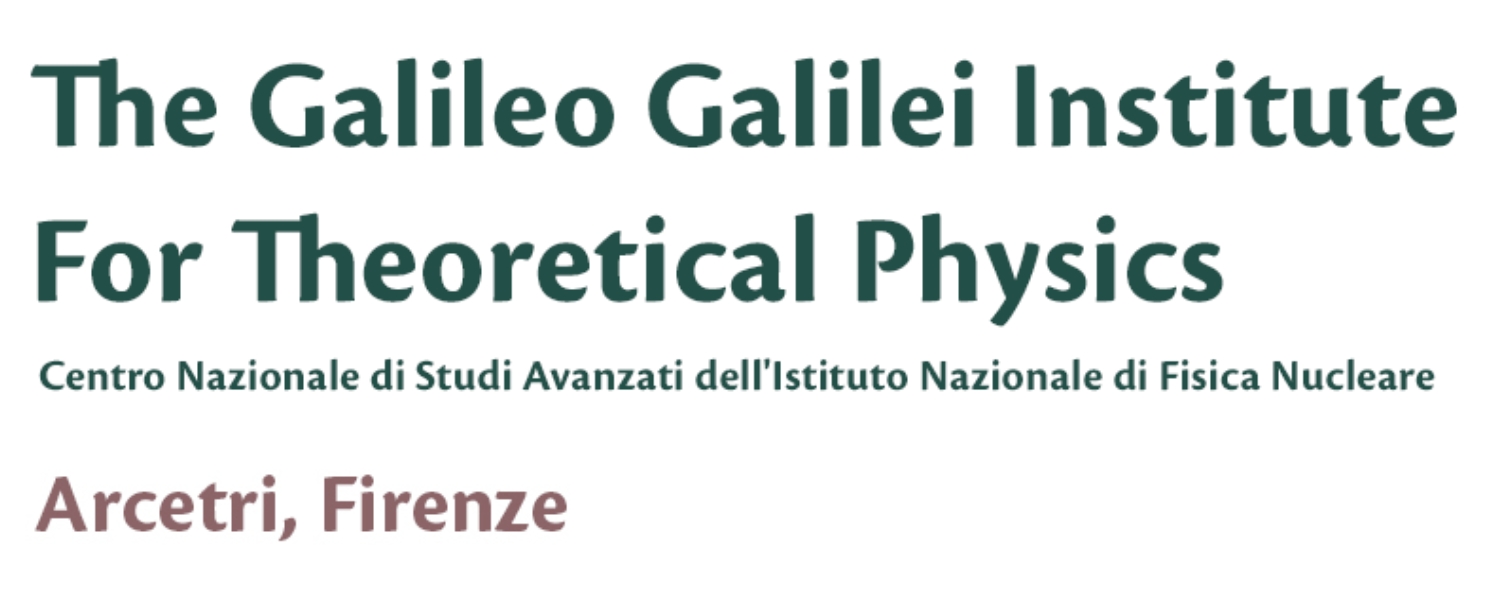 The Galileo Galilei Institute
For Theoretical Physics
Centro Nazionale di Studi Avanzati dell'Istituto Nazionale di Fisica Nucleare
Arcetri, Firenze